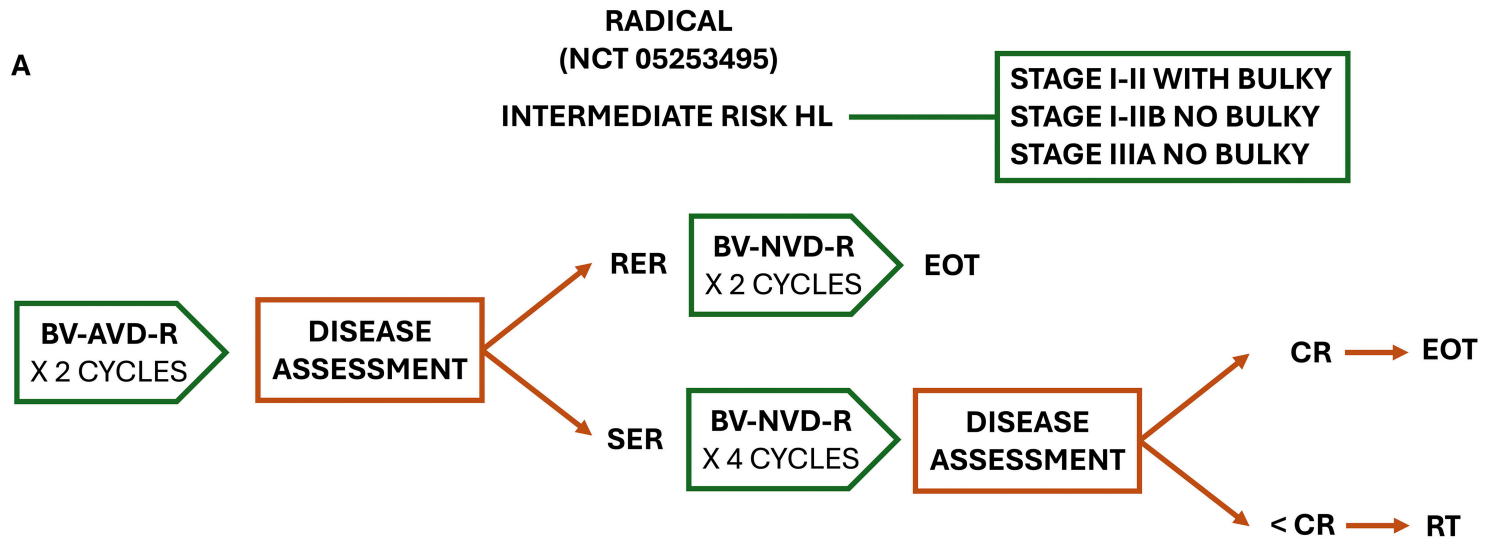 A
RADICAL
(NCT 05253495)
INTERMEDIATE RISK HL
STAGE I-II WITH BULKY
STAGE I-IIB NO BULKY
STAGE IIIA NO BULKY
BV-AVD-R
X 2 CYCLES
DISEASE
ASSESSMENT
RER
BV-NVD-R
X 2 CYCLES
EOT
SER
BV-NVD-R
X 4 CYCLES
DISEASE
ASSESSMENT
CR
EOT
< CR
RT